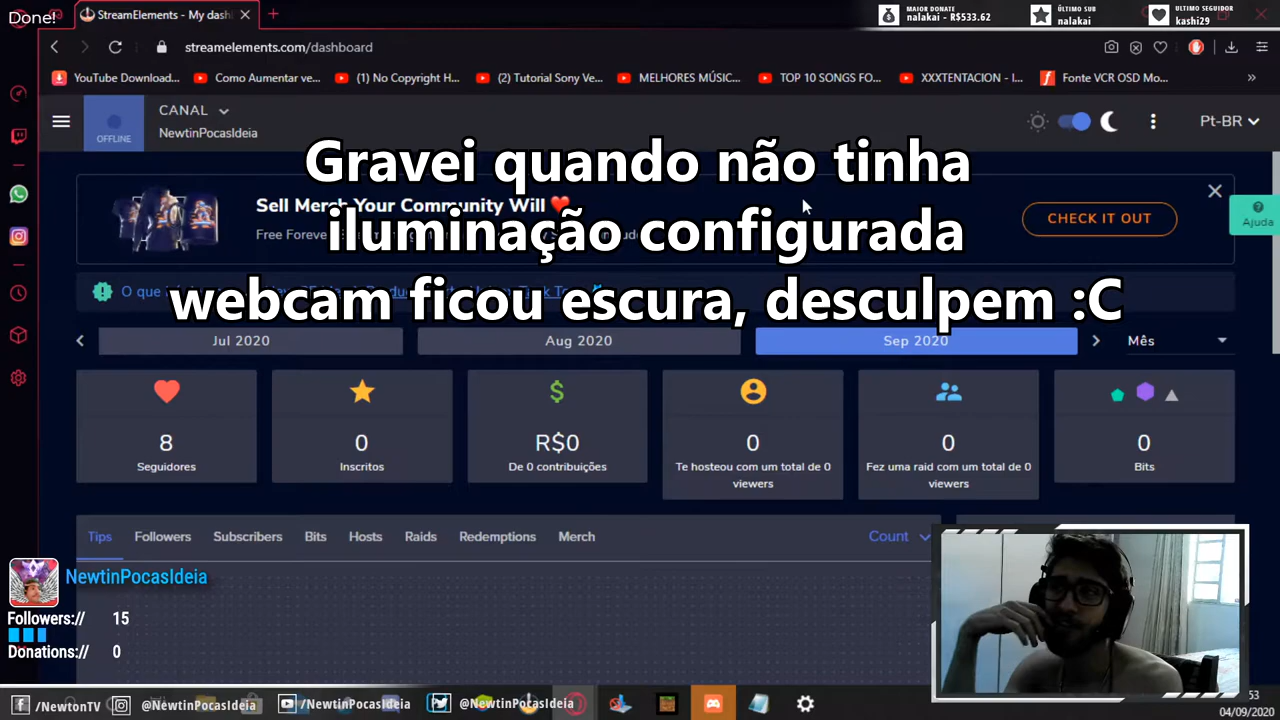 Done!
StreamElements - My dash
MAIOR DONATE
nalakai - R$533.62
ÚLTIMO SUB
nalakai
ULTIMO SEGUIDOR
kashi29
streamelements.com/dashboard
YouTube Download...
Como Aumentar ve...
(1) No Copyright H...
(2) Tutorial Sony Ve...
MELHORES MÚSIC...
TOP 10 SONGS FO...
XXXTENTACION - I...
Fonte VCR OSD Mo...
»
OFFLINE
CANAL
NewtinPocasIdeia
Pt-BR
Gravei quando não tinha
iluminação configurada
webcam ficou escura, desculpem :C
Sell Merch Your Community Will
Free Foreve
CHECK IT OUT
Ajuda
O que
Jul 2020
Aug 2020
Sep 2020
Mês
8
Seguidores
0
Inscritos
R$0
De 0 contribuições
0
Te hosteou com um total de 0
viewers
0
Fez uma raid com um total de 0
viewers
0
Bits
Tips
Followers
Subscribers
Bits
Hosts
Raids
Redemptions
Merch
Count
NewtinPocasIdeia
Followers:// 15
Donations:// 0
/NewtonTV
@NewtinPocasIdeia
/NewtinPocasIdeia
@NewtinPocasIdeia
53
04/09/2020